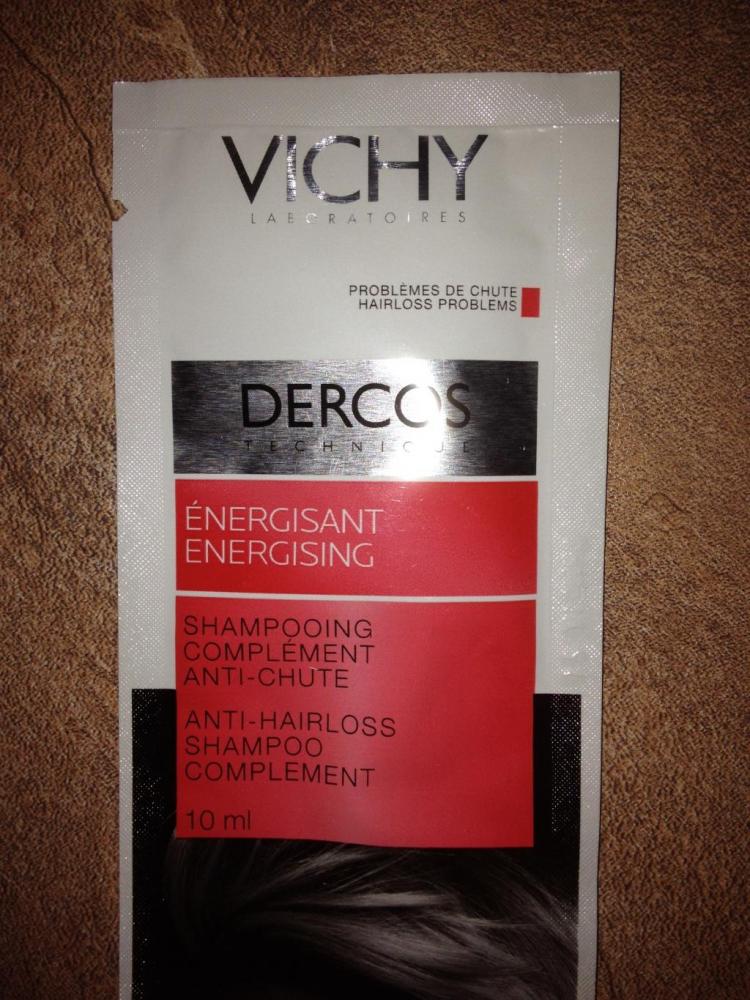 VICHY
LABORATOIRES
PROBLÈMES DE CHUTE
HAIRLOSS PROBLEMS
DERCOS
TECHNIQUE
ÉNERGISANT
ENERGISING
SHAMPOOING
COMPLÉMENT
ANTI-CHUTE
ANTI-HAIRLOSS
SHAMPOO
COMPLEMENT
10 ml